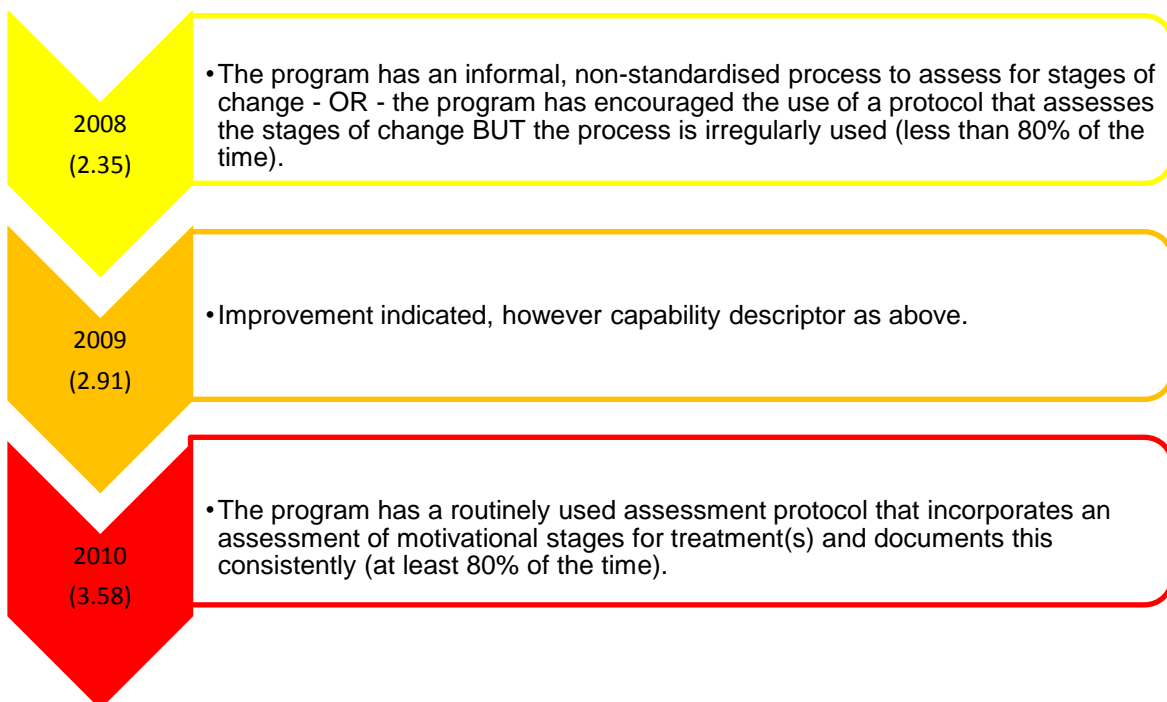 2008
(2.35)
•The program has an informal, non-standardised process to assess for stages of
change - OR - the program has encouraged the use of a protocol that assesses
the stages of change BUT the process is irregularly used (less than 80% of the
time).
2009
(2.91)
•Improvement indicated, however capability descriptor as above.
2010
(3.58)
•The program has a routinely used assessment protocol that incorporates an
assessment of motivational stages for treatment(s) and documents this
consistently (at least 80% of the time).